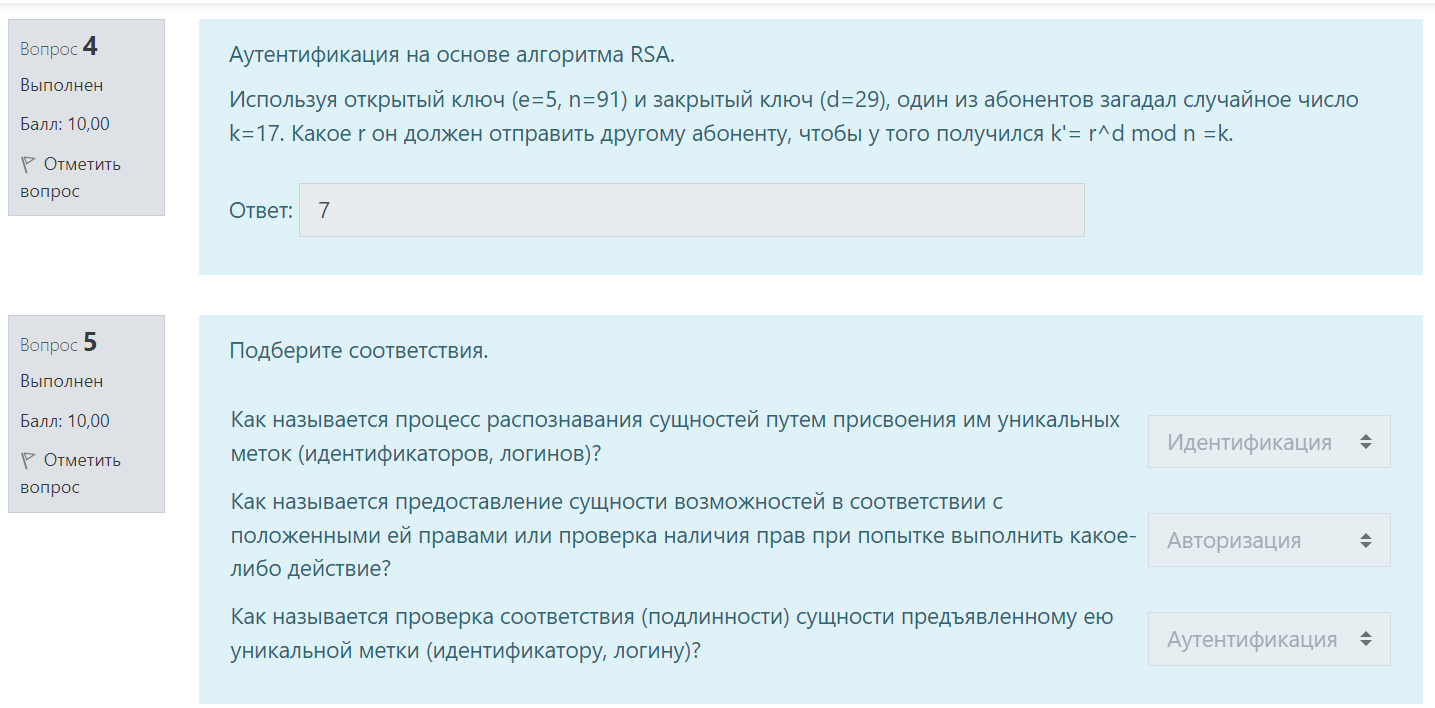 Вопрос 4
Выполнен
Балл: 10,00
Отметить
вопрос
Аутентификация на основе алгоритма RSA.
Используя открытый ключ (e=5, n=91) и закрытый ключ (d=29), один из абонентов загадал случайное число
k=17. Какое r он должен отправить другому абоненту, чтобы у того получился k'= r^d mod n =k.
Ответ: 7
Вопрос 5
Выполнен
Балл: 10,00
Отметить
вопрос
Подберите соответствия.
Как называется процесс распознавания сущностей путем присвоения им уникальных
меток (идентификаторов, логинов)?
Идентификация
Как называется предоставление сущности возможностей в соответствии с
положенными ей правами или проверка наличия прав при попытке выполнить какое-
либо действие?
Авторизация
Как называется проверка соответствия (подлинности) сущности предъявленному ею
уникальной метки (идентификатору, логину)?
Аутентификация